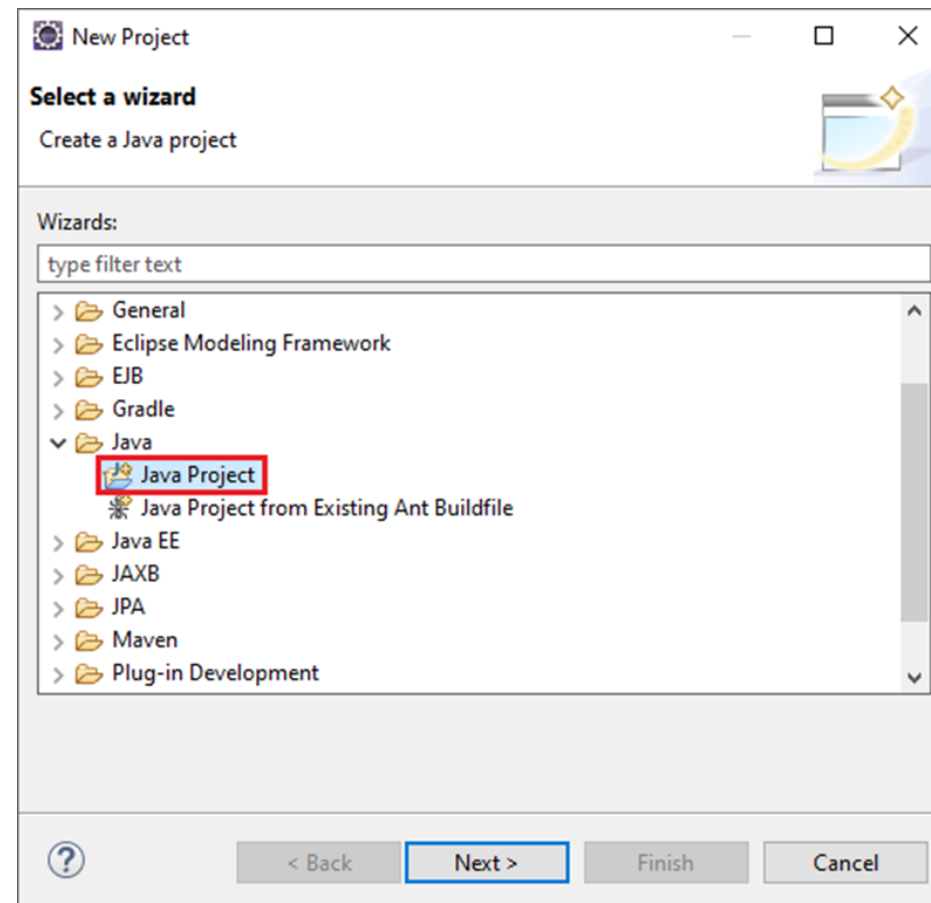 New Project
Select a wizard
Create a Java project
Wizards:
type filter text
General
Eclipse Modeling Framework
EJB
Gradle
Java
Java Project
Java Project from Existing Ant Buildfile
Java EE
JAXB
JPA
Maven
Plug-in Development
? < Back Next > Finish Cancel